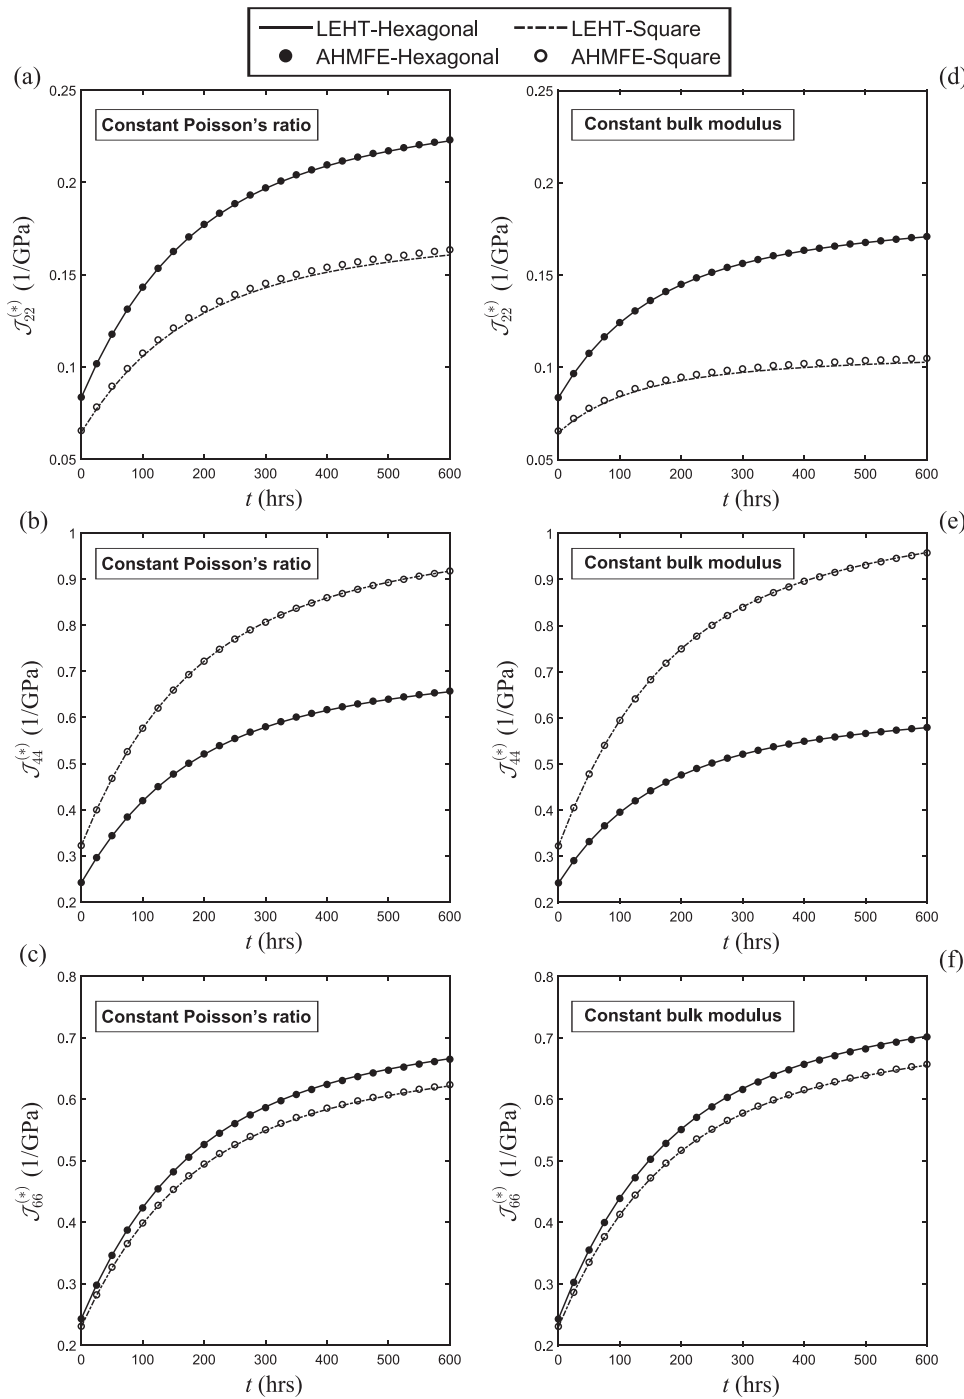 LEHT-Hexagonal LEHT-Square
AHMFE-Hexagonal AHMFE-Square
(a)
0.25
0.2
0.15
0.1
0.05
Constant Poisson's ratio
𝒥₂₂^(*) (1/GPa)
0 100 200 300 400 500 600
t (hrs)
(d)
0.25
0.2
0.15
0.1
0.05
Constant bulk modulus
𝒥₂₂^(*) (1/GPa)
0 100 200 300 400 500 600
t (hrs)
(b)
1
0.9
0.8
0.7
0.6
0.5
0.4
0.3
0.2
Constant Poisson's ratio
𝒥₄₄^(*) (1/GPa)
0 100 200 300 400 500 600
t (hrs)
(e)
1
0.9
0.8
0.7
0.6
0.5
0.4
0.3
0.2
Constant bulk modulus
𝒥₄₄^(*) (1/GPa)
0 100 200 300 400 500 600
t (hrs)
(c)
0.8
0.7
0.6
0.5
0.4
0.3
0.2
Constant Poisson's ratio
𝒥₆₆^(*) (1/GPa)
0 100 200 300 400 500 600
t (hrs)
(f)
0.8
0.7
0.6
0.5
0.4
0.3
0.2
Constant bulk modulus
𝒥₆₆^(*) (1/GPa)
0 100 200 300 400 500 600
t (hrs)